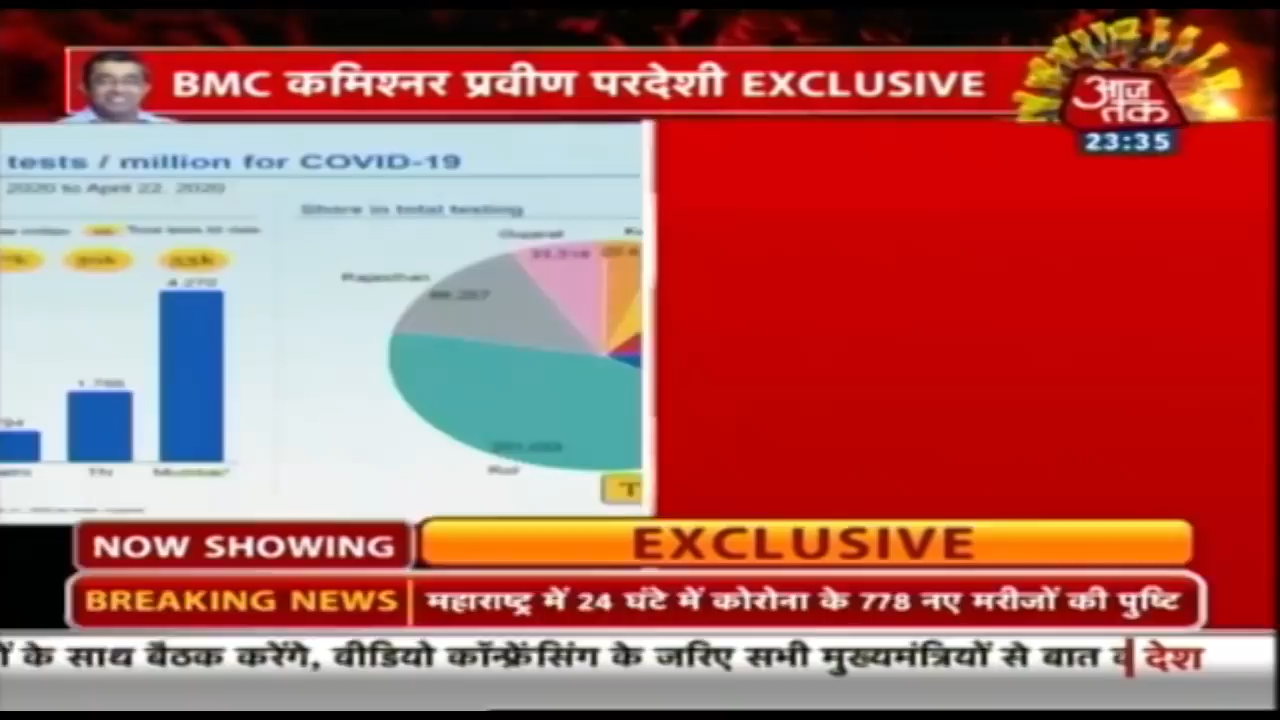 BMC कमिश्नर प्रवीण परदेशी EXCLUSIVE
आज
तक
23:35
tests / million for COVID-19
2020 to April 22, 2020
Share in total testing
Gujarat
Rajasthan
4,270
TN
Mumbai*
RoI
T
NOW SHOWING
EXCLUSIVE
BREAKING NEWS
महाराष्ट्र में 24 घंटे में कोरोना के 778 नए मरीजों की पुष्टि
के साथ बैठक करेंगे, वीडियो कॉन्फ्रेंसिंग के जरिए सभी मुख्यमंत्रियों से बात
देश